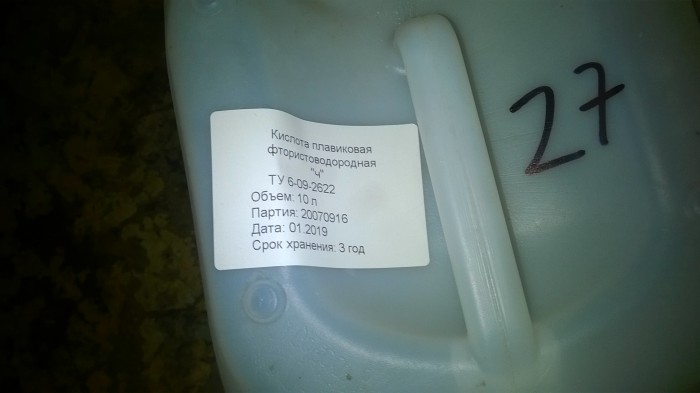 Кислота плавиковая
фтористоводородная
"ч"
ТУ 6-09-2622
Объем: 10 л
Партия: 20070916
Дата: 01.2019
Срок хранения: 3 год
27